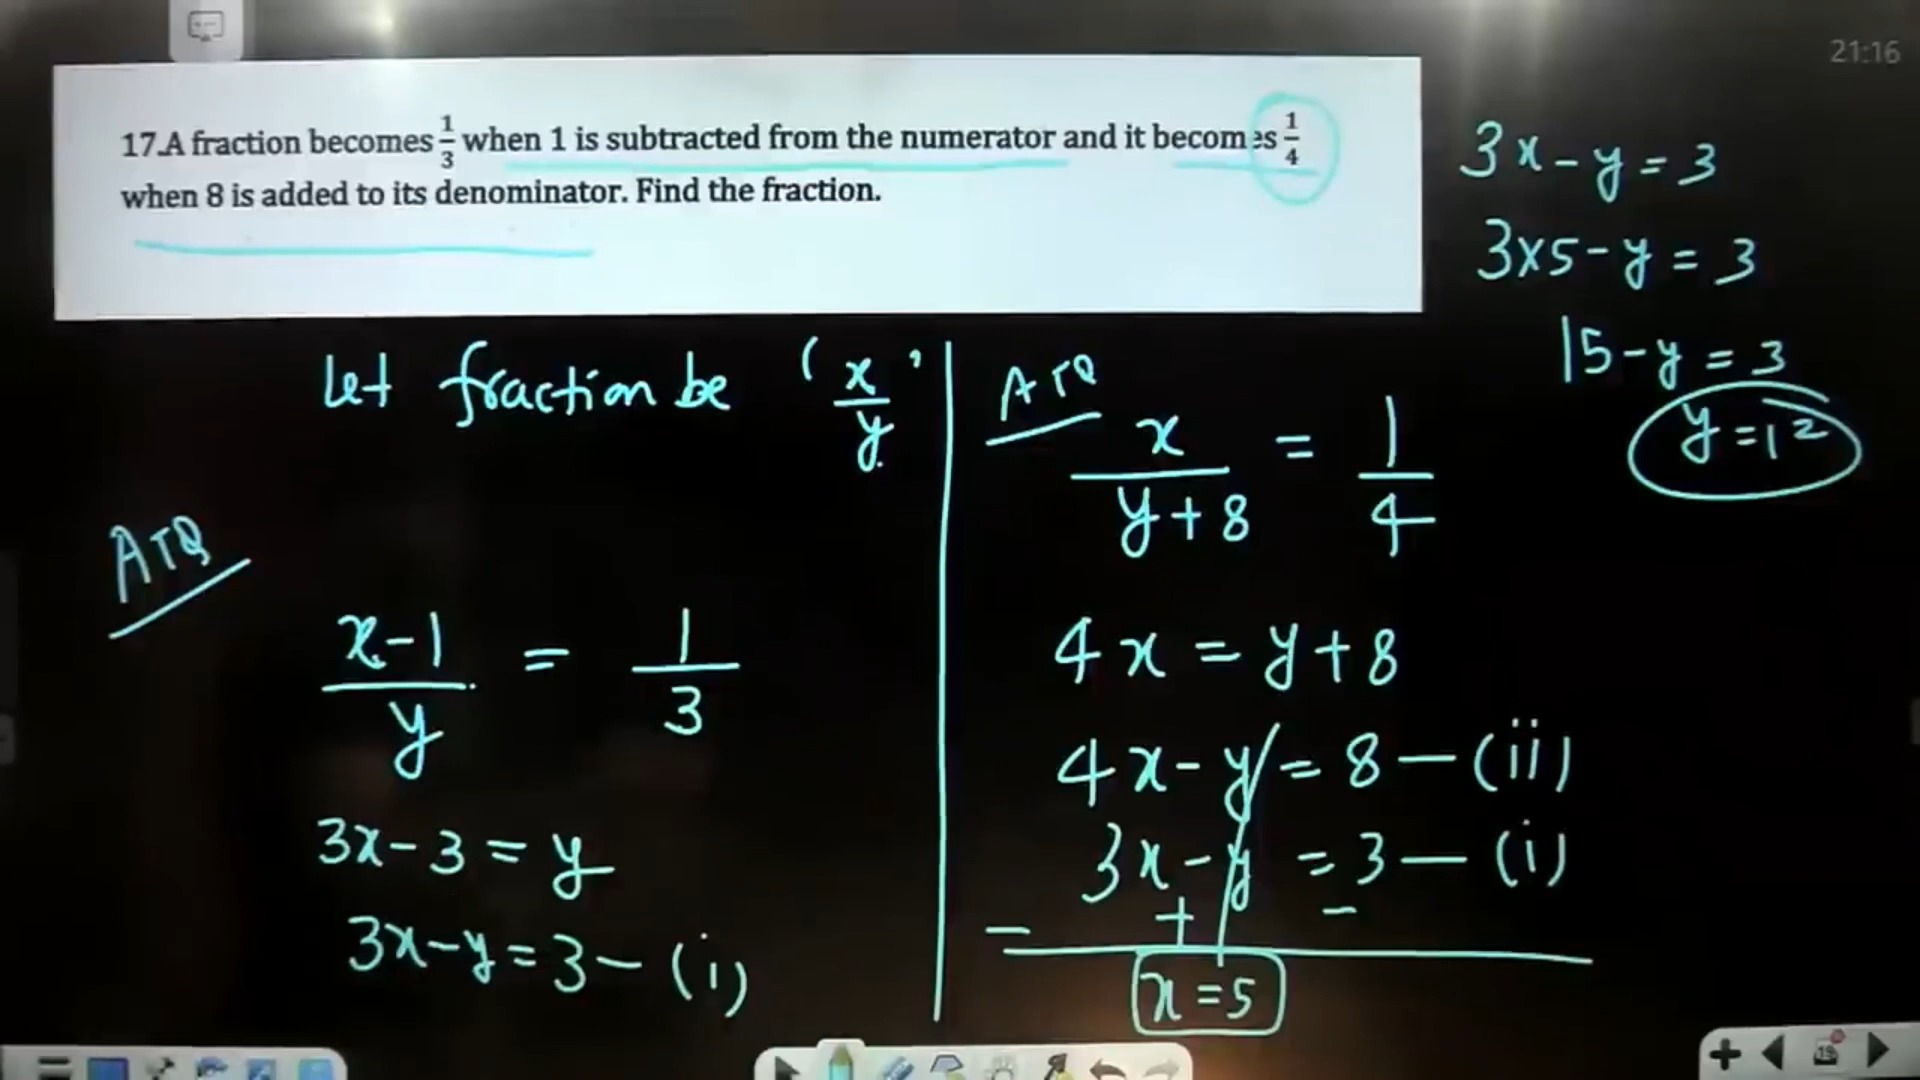 21:16
17.A fraction becomes 1/3 when 1 is subtracted from the numerator and it becomes 1/4
when 8 is added to its denominator. Find the fraction.
Let fraction be (x/y)
ATQ
x-1/y = 1/3
3x-3=y
3x-y=3-(i)
ATQ
x/y+8 = 1/4
4x=y+8
4x-y=8-(ii)
3x-y=3-(i)
- + -
x=5
3x-y=3
3x5-y=3
15-y=3
y=12
19